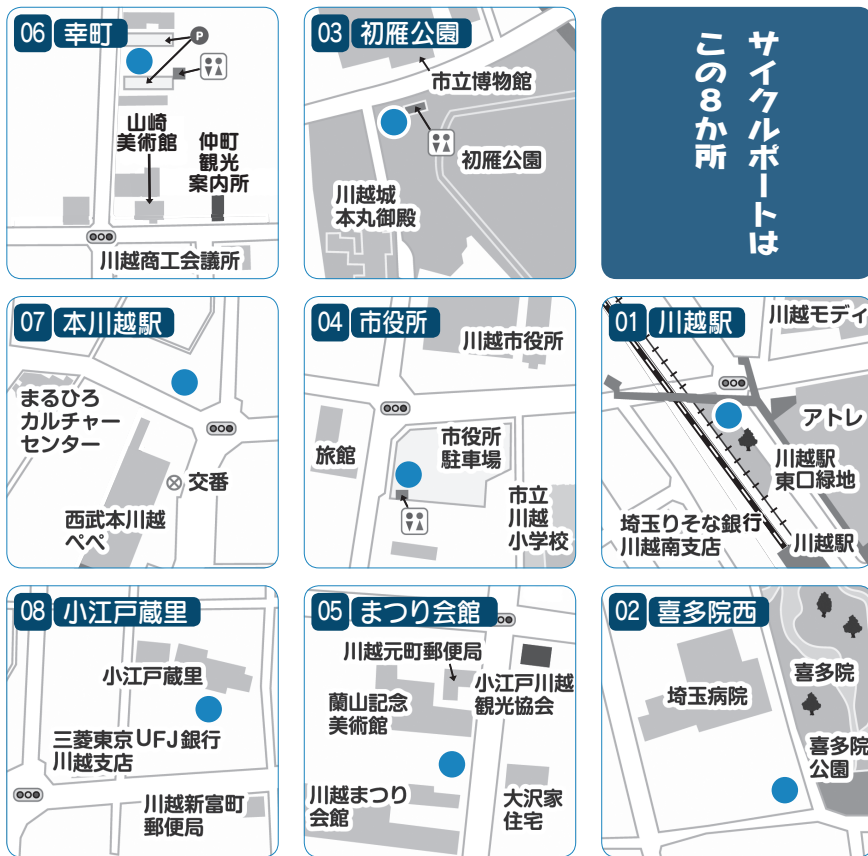 サイクルポートは
この8か所
01 川越駅
川越モディ
アトレ
川越駅
東口緑地
埼玉りそな銀行
川越南支店
川越駅
02 喜多院西
埼玉病院
喜多院
喜多院
公園
03 初雁公園
市立博物館
初雁公園
川越城
本丸御殿
04 市役所
川越市役所
旅館
市役所
駐車場
市立
川越
小学校
05 まつり会館
川越元町郵便局
小江戸川越
観光協会
蘭山記念
美術館
川越まつり
会館
大沢家
住宅
06 幸町
P
山崎
美術館
仲町
観光
案内所
川越商工会議所
07 本川越駅
まるひろ
カルチャー
センター
交番
西武本川越
ペペ
08 小江戸蔵里
小江戸蔵里
三菱東京UFJ銀行
川越支店
川越新富町
郵便局